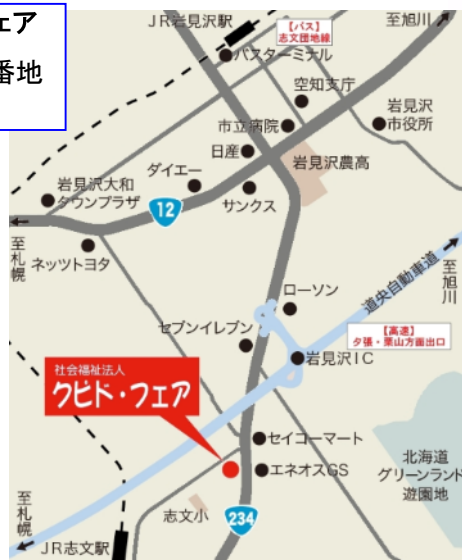 ェア
番地
JR岩見沢駅
【バス】
志文団地線
至旭川
バスターミナル
空知支庁
岩見沢
市役所
市立病院
日産
岩見沢農高
ダイエー
岩見沢大和
タウンプラザ
サンクス
12
至札幌
ネッツトヨタ
道央自動車道
至旭川
ローソン
セブンイレブン
【高速】
夕張・栗山方面出口
岩見沢IC
社会福祉法人
クピド・フェア
セイコーマート
エネオスGS
北海道
グリーンランド
遊園地
至札幌
志文小
234
JR志文駅